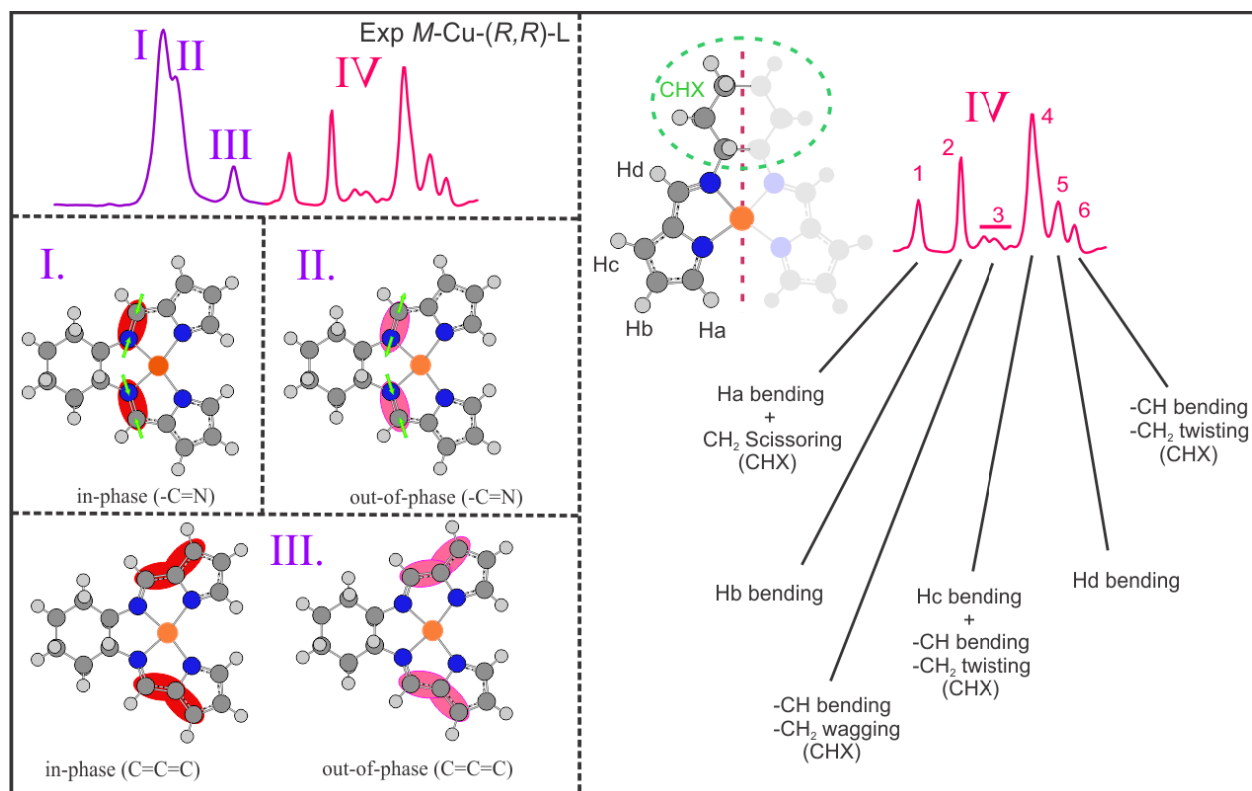 Exp M-Cu-(R,R)-L
I
II
III
IV
I.
in-phase (-C=N)
II.
out-of-phase (-C=N)
III.
in-phase (C=C=C)
out-of-phase (C=C=C)
CHX
Hd
Hc
Hb
Ha
IV
1
2
3
4
5
6
Ha bending
+
CH₂ Scissoring
(CHX)
Hb bending
-CH bending
-CH₂ wagging
(CHX)
Hc bending
+
-CH bending
-CH₂ twisting
(CHX)
Hd bending
-CH bending
-CH₂ twisting
(CHX)